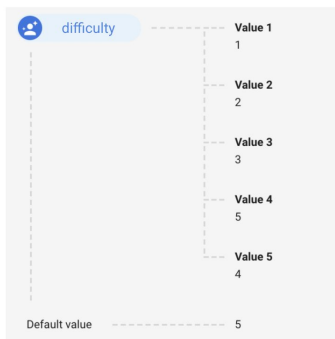 difficulty
Value 1
1
Value 2
2
Value 3
3
Value 4
5
Value 5
4
Default value 5